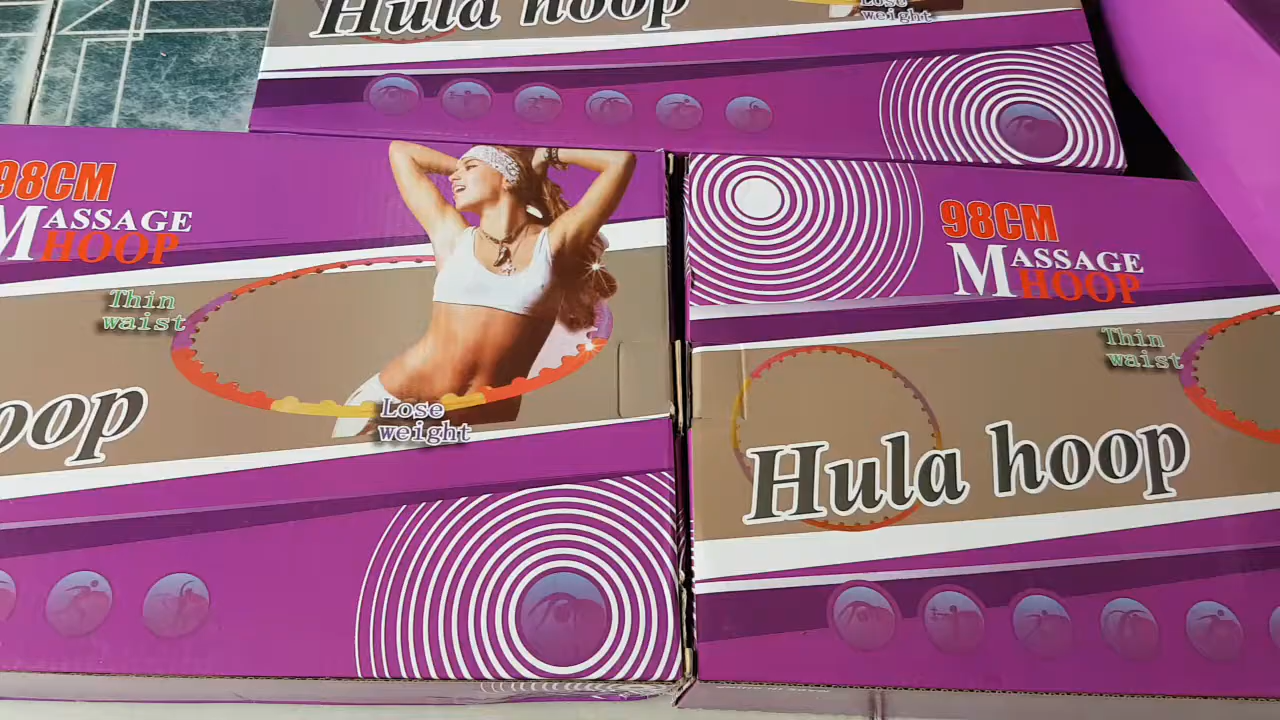 Hula hoop
Lose
weight
98CM
MASSAGE
HOOP
Thin
waist
oop
Lose
weight
98CM
MASSAGE
HOOP
Thin
waist
Hula hoop